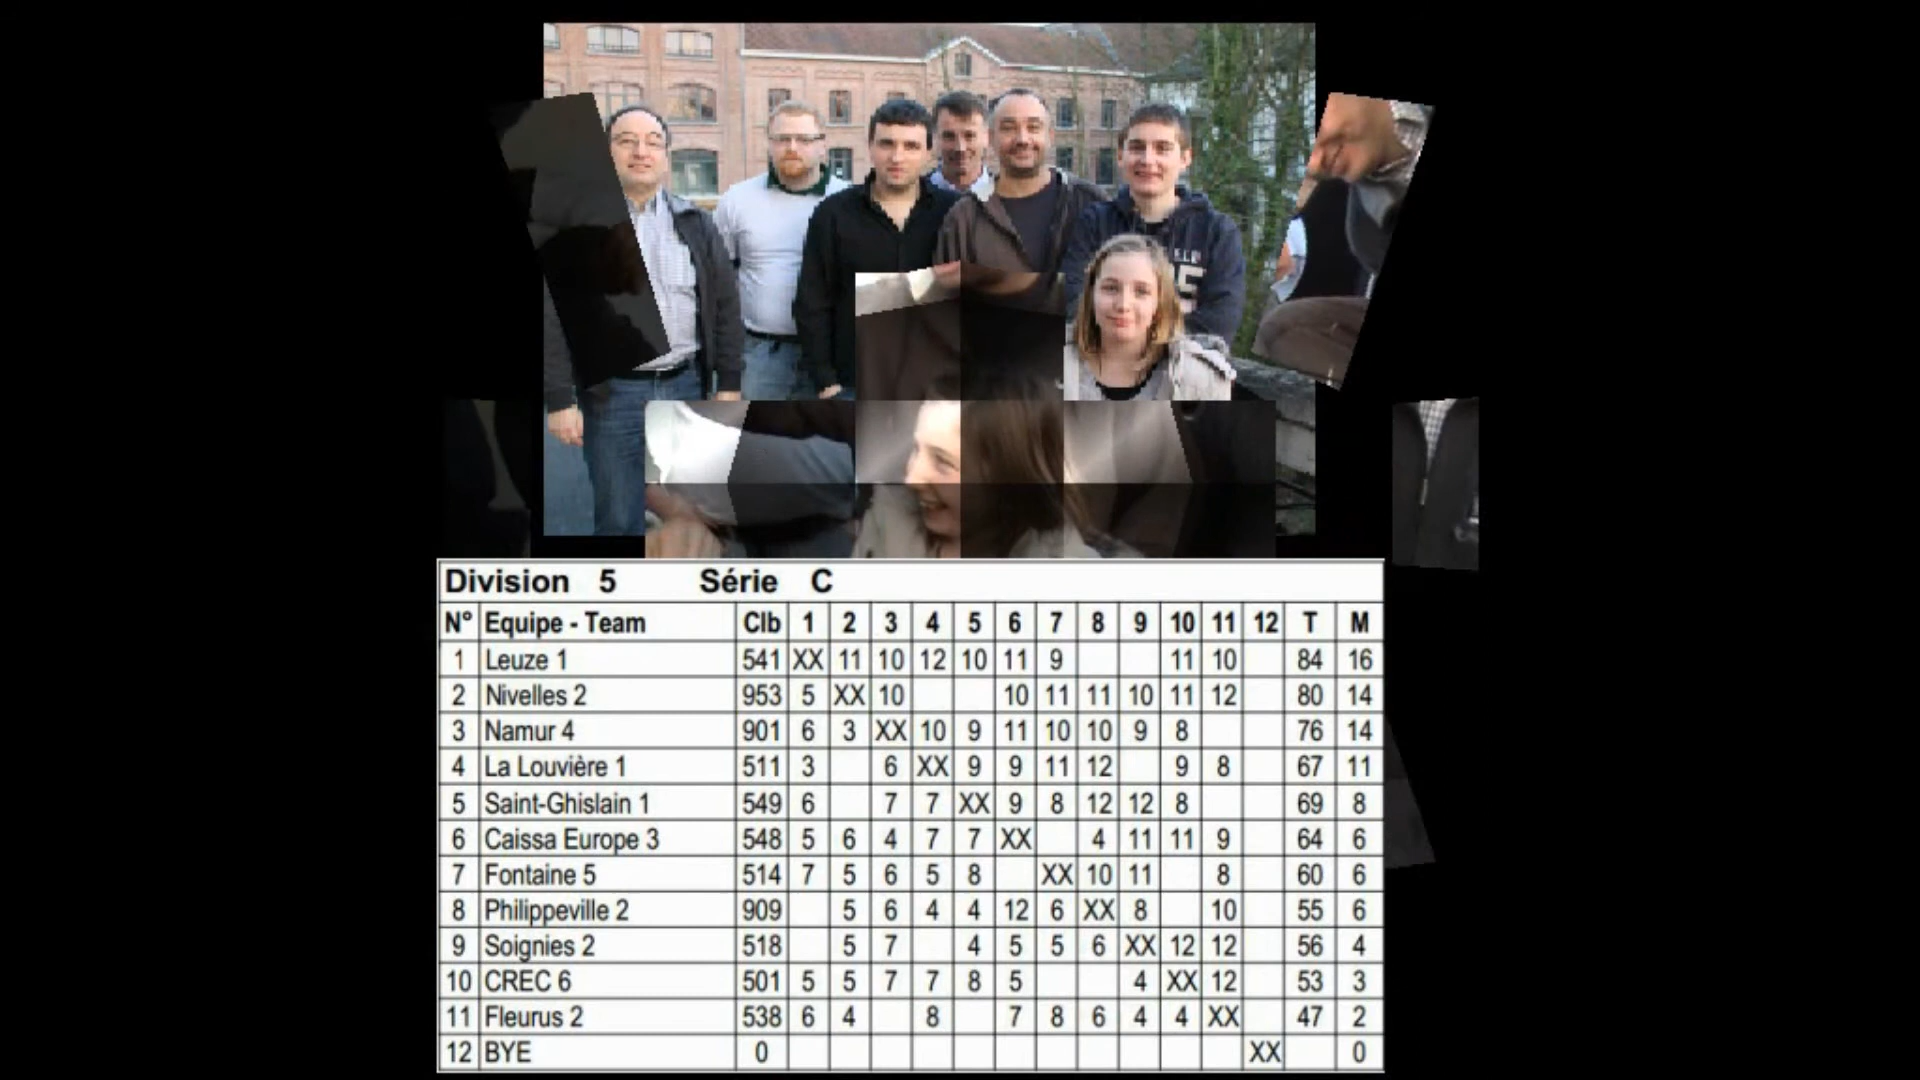 Division 5 Série C
N° Equipe - Team Clb 1 2 3 4 5 6 7 8 9 10 11 12 T M
1 Leuze 1 541 XX 11 10 12 10 11 9 11 10 84 16
2 Nivelles 2 953 5 XX 10 10 11 11 10 11 12 80 14
3 Namur 4 901 6 3 XX 10 9 11 10 10 9 8 76 14
4 La Louvière 1 511 3 6 XX 9 9 11 12 9 8 67 11
5 Saint-Ghislain 1 549 6 7 7 XX 9 8 12 12 8 69 8
6 Caissa Europe 3 548 5 6 4 7 7 XX 4 11 11 9 64 6
7 Fontaine 5 514 7 5 6 5 8 XX 10 11 8 60 6
8 Philippeville 2 909 5 6 4 4 12 6 XX 8 10 55 6
9 Soignies 2 518 5 7 4 5 5 6 XX 12 12 56 4
10 CREC 6 501 5 5 7 7 8 5 4 XX 12 53 3
11 Fleurus 2 538 6 4 8 7 8 6 4 4 XX 47 2
12 BYE 0 XX 0